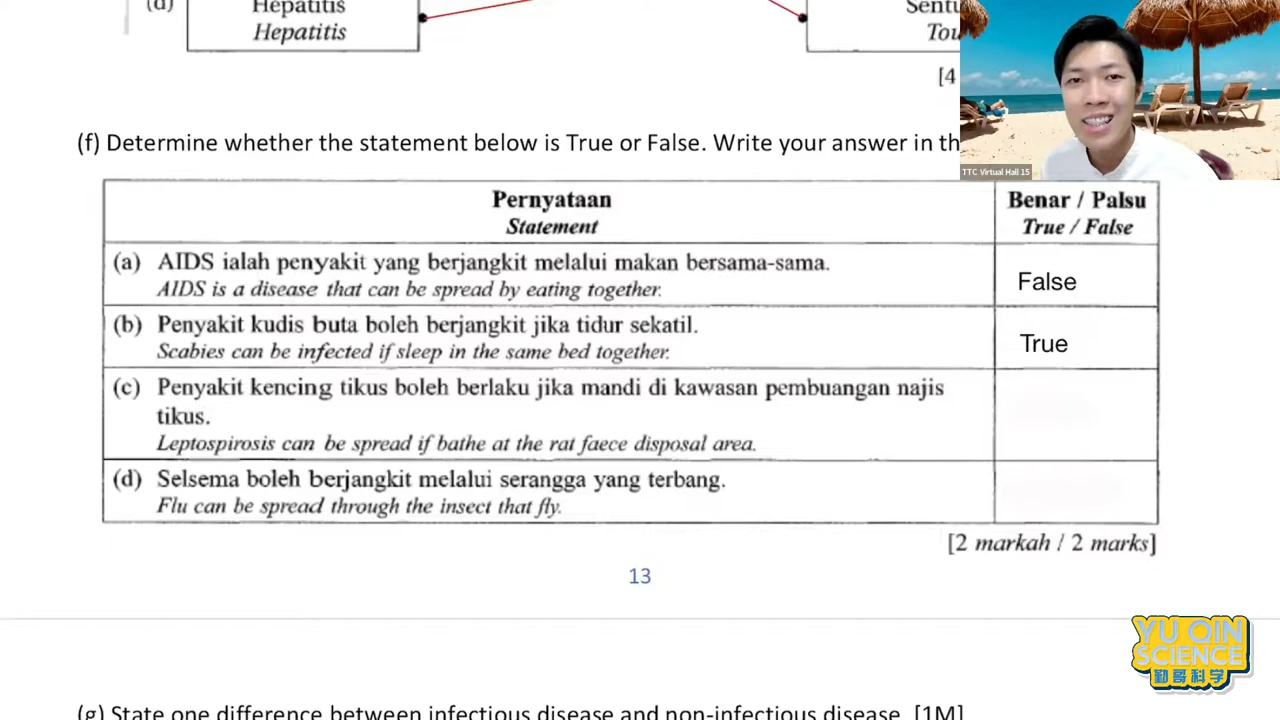 (d)
Hepatitis
Hepatitis
[4
TTC Virtual Hall 15
(f) Determine whether the statement below is True or False. Write your answer in th
Pernyataan
Statement
Benar / Palsu
True / False
(a) AIDS ialah penyakit yang berjangkit melalui makan bersama-sama.
AIDS is a disease that can be spread by eating together.
False
(b) Penyakit kudis buta boleh berjangkit jika tidur sekatil.
Scabies can be infected if sleep in the same bed together.
True
(c) Penyakit kencing tikus boleh berlaku jika mandi di kawasan pembuangan najis
tikus.
Leptospirosis can be spread if bathe at the rat faece disposal area.
(d) Selsema boleh berjangkit melalui serangga yang terbang.
Flu can be spread through the insect that fly.
[2 markah / 2 marks]
13
YU QIN
SCIENCE
勤哥科学
(g) State one difference between infectious disease and non-infectious disease. [1M]